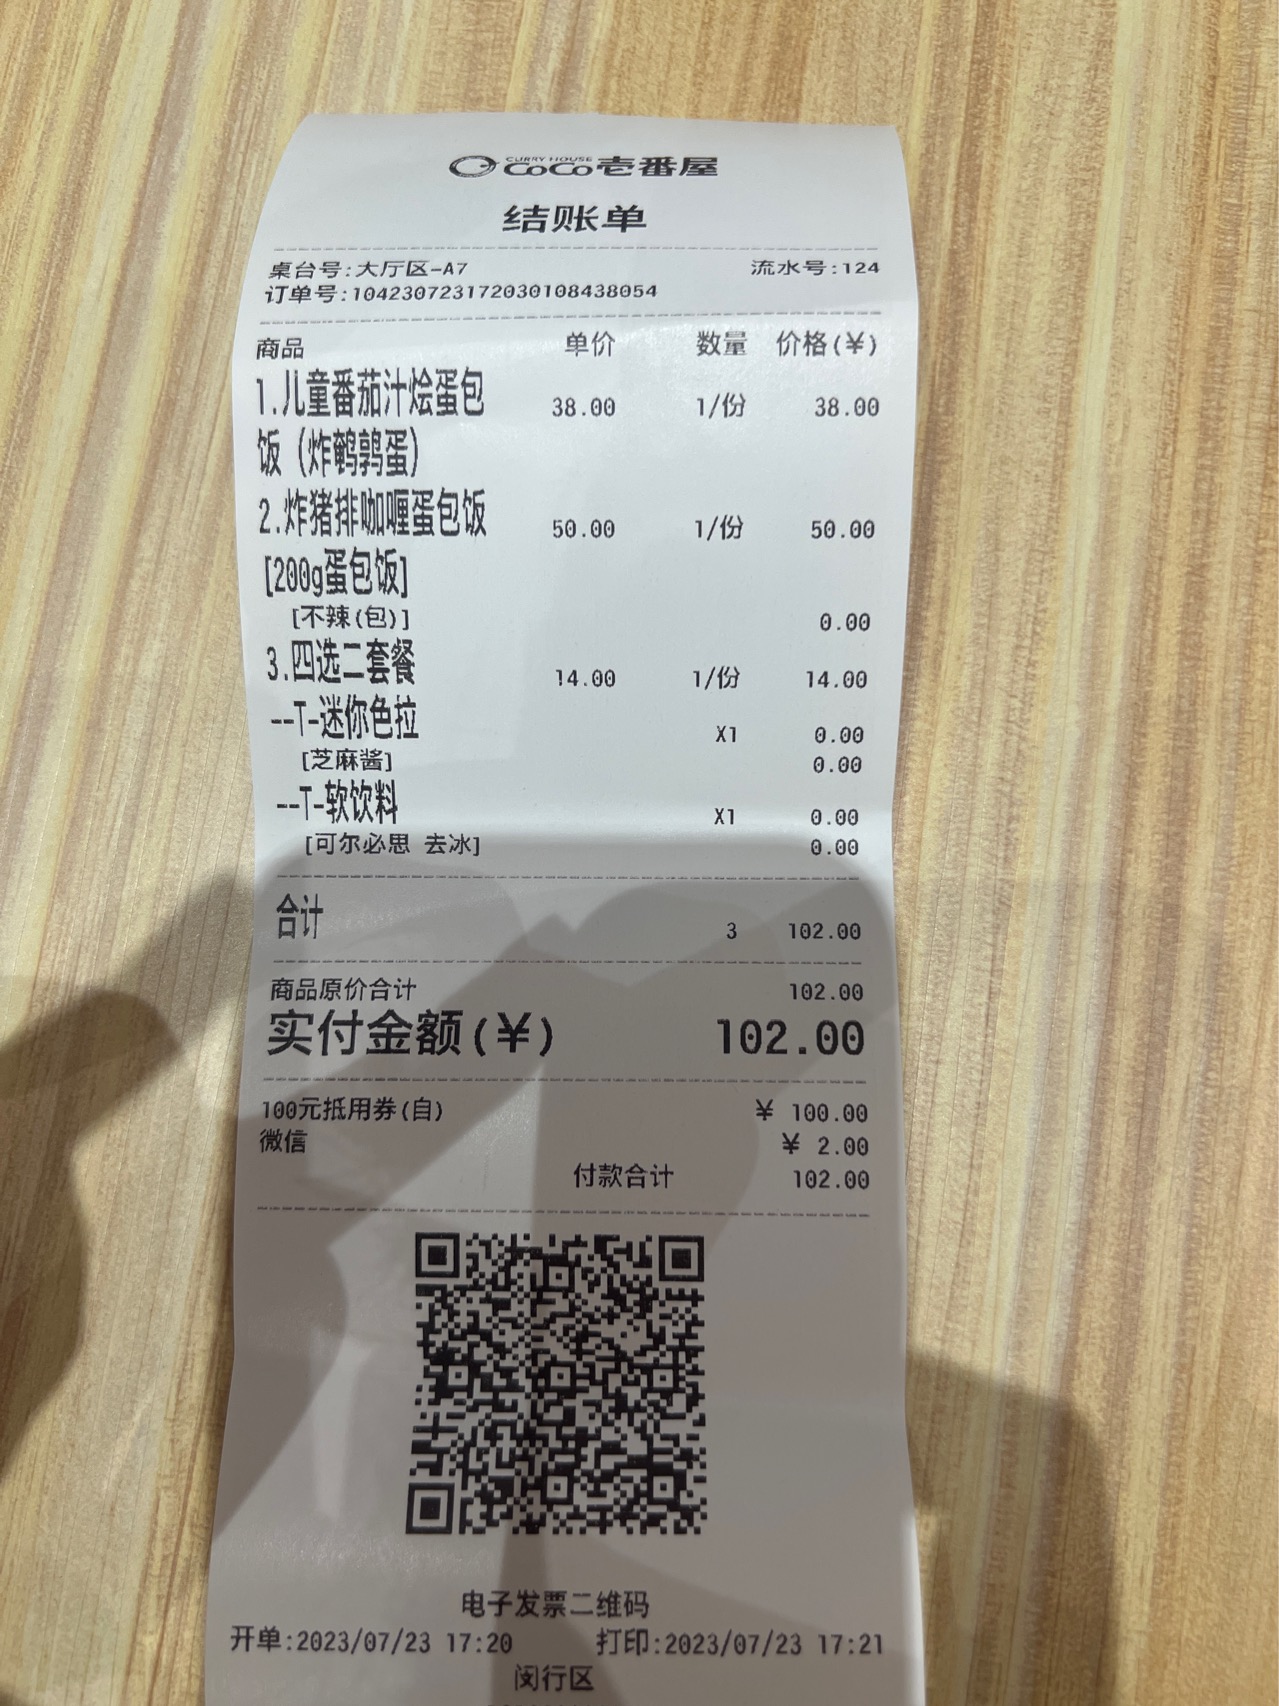 CURRY HOUSE
CoCo壱番屋
结账单
桌台号:大厅区-A7 流水号:124
订单号:104230723172030108438054
商品 单价 数量 价格(¥)
1.儿童番茄汁烩蛋包 38.00 1/份 38.00
饭（炸鹌鹑蛋）
2.炸猪排咖喱蛋包饭 50.00 1/份 50.00
[200g蛋包饭]
[不辣(包)] 0.00
3.四选二套餐 14.00 1/份 14.00
--T-迷你色拉 X1 0.00
[芝麻酱] 0.00
--T-软饮料 X1 0.00
[可尔必思 去冰] 0.00
合计 3 102.00
商品原价合计 102.00
实付金额(¥) 102.00
100元抵用券(自) ¥ 100.00
微信 ¥ 2.00
付款合计 102.00
电子发票二维码
开单:2023/07/23 17:20 打印:2023/07/23 17:21
闵行区